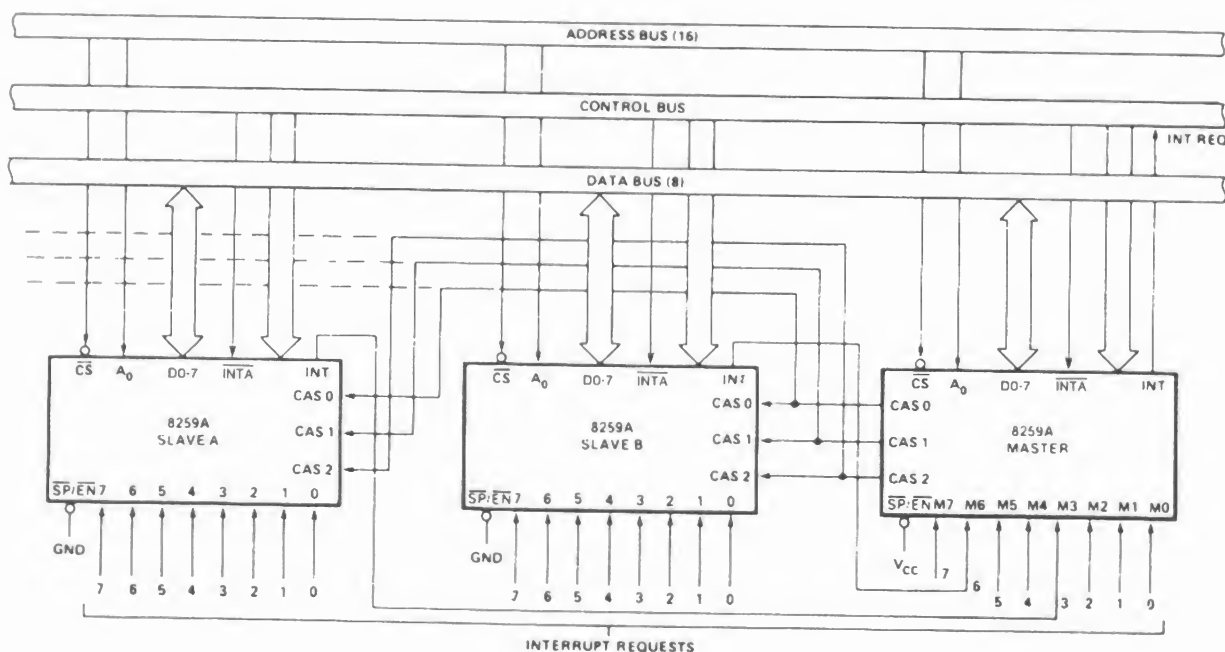 ADDRESS BUS (16)
CONTROL BUS
INT REQ
DATA BUS (8)
CS A0 D0-7 INTA INT
CAS 0
8259A
SLAVE A
CAS 1
CAS 2
SP/EN 7 6 5 4 3 2 1 0
GND
7 6 5 4 3 2 1 0
CS A0 D0-7 INTA INT
CAS 0
8259A
SLAVE B
CAS 1
CAS 2
SP/EN 7 6 5 4 3 2 1 0
GND
7 6 5 4 3 2 1 0
CS A0 D0-7 INTA INT
CAS 0
8259A
MASTER
CAS 1
CAS 2
SP/EN M7 M6 M5 M4 M3 M2 M1 M0
VCC
7 6 5 4 3 2 1 0
INTERRUPT REQUESTS